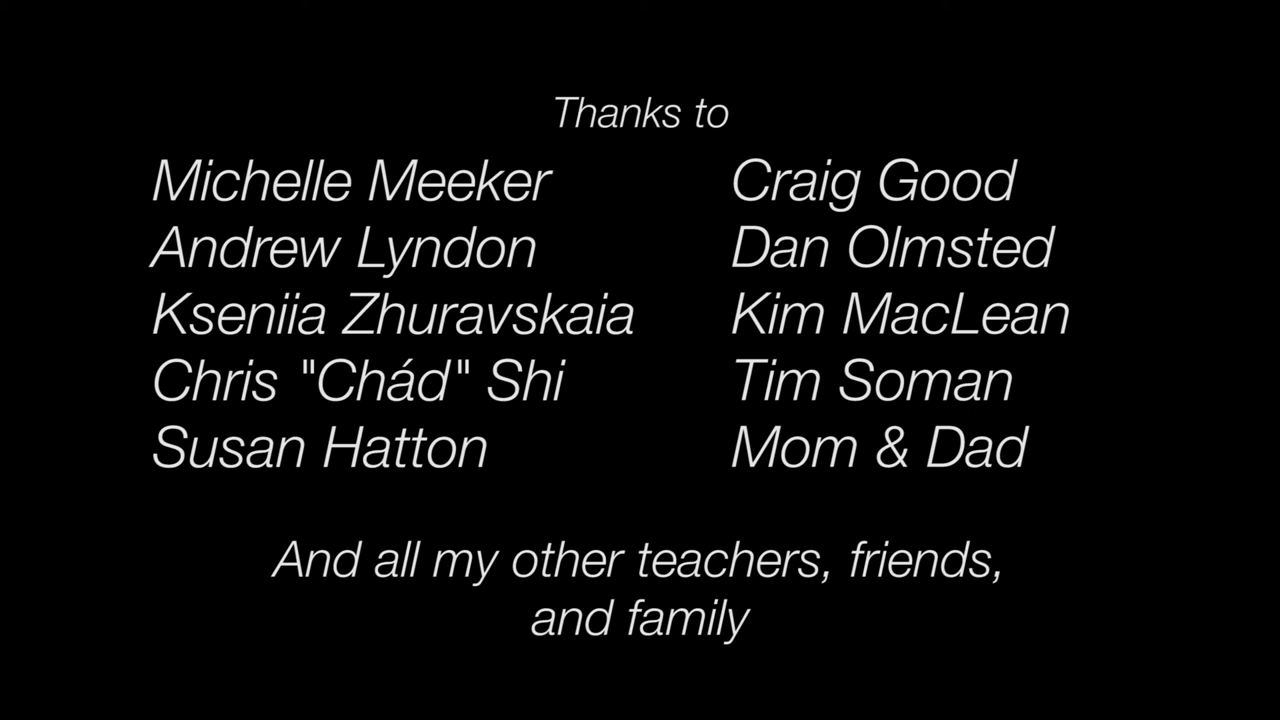 Thanks to
Michelle Meeker
Andrew Lyndon
Kseniia Zhuravskaia
Chris "Chád" Shi
Susan Hatton
Craig Good
Dan Olmsted
Kim MacLean
Tim Soman
Mom & Dad
And all my other teachers, friends,
and family